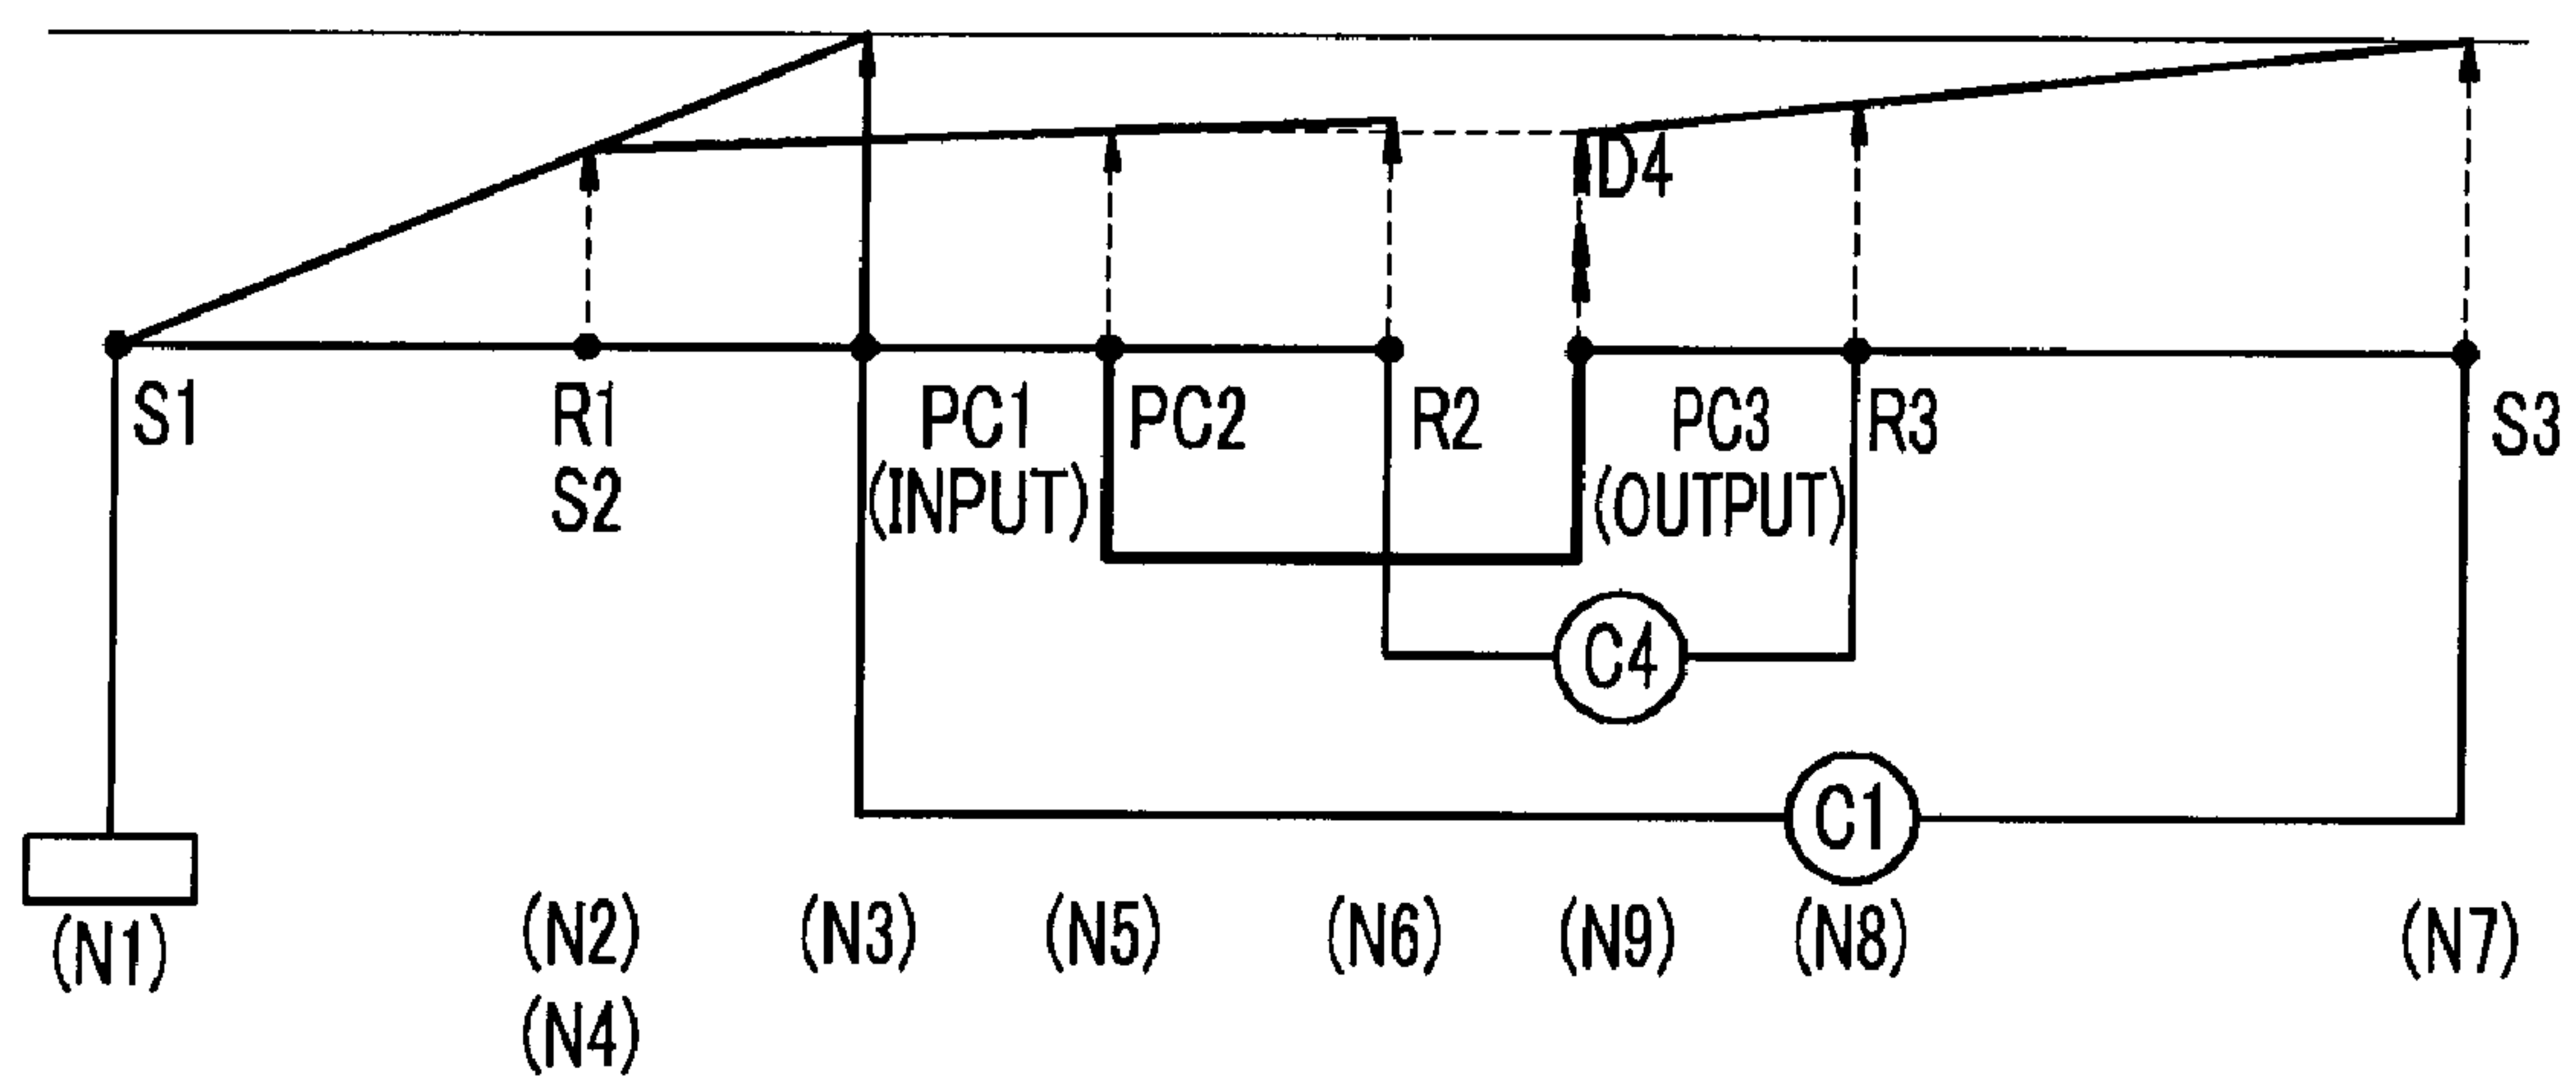 D4
S1 R1 PC1 PC2 R2 PC3 R3 S3
S2 (INPUT) (OUTPUT)
C4
C1
(N1) (N2) (N3) (N5) (N6) (N9) (N8) (N7)
(N4)